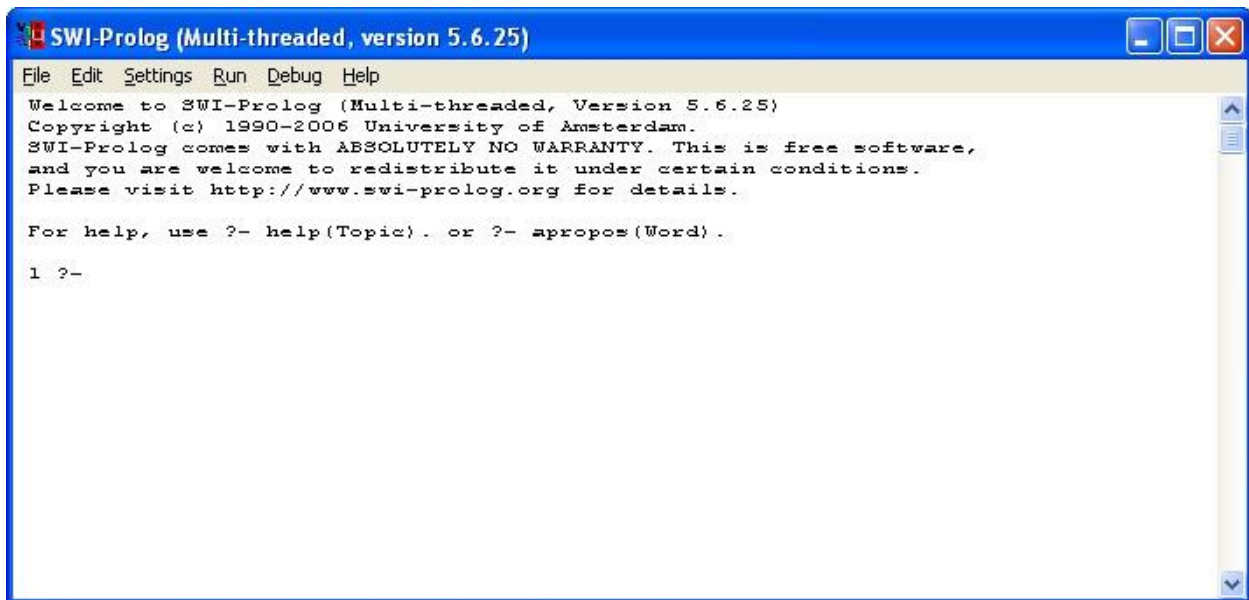 SWI-Prolog (Multi-threaded, version 5.6.25)
File Edit Settings Run Debug Help
Welcome to SWI-Prolog (Multi-threaded, Version 5.6.25)
Copyright (c) 1990-2006 University of Amsterdam.
SWI-Prolog comes with ABSOLUTELY NO WARRANTY. This is free software,
and you are welcome to redistribute it under certain conditions.
Please visit http://www.swi-prolog.org for details.
For help, use ?- help(Topic). or ?- apropos(Word).
1 ?-